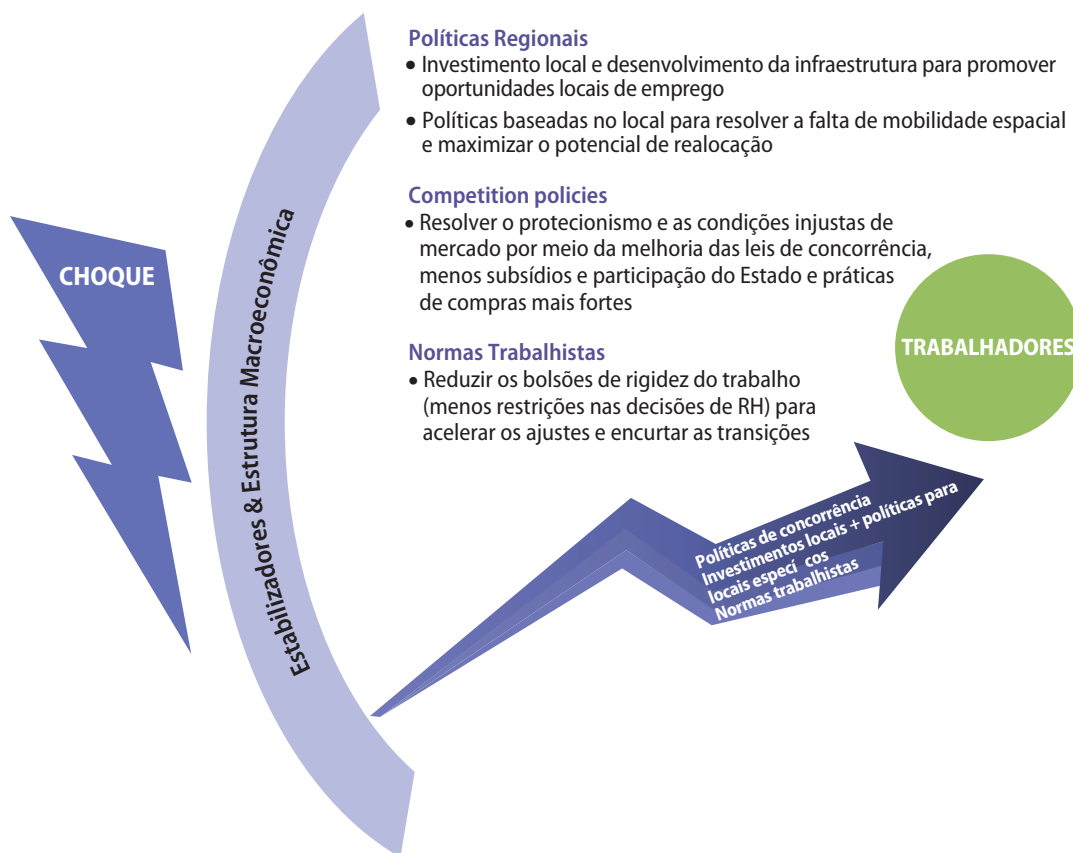 Políticas Regionais
• Investimento local e desenvolvimento da infraestrutura para promover
oportunidades locais de emprego
• Políticas baseadas no local para resolver a falta de mobilidade espacial
e maximizar o potencial de realocação
Competition policies
• Resolver o protecionismo e as condições injustas de
mercado por meio da melhoria das leis de concorrência,
menos subsídios e participação do Estado e práticas
de compras mais fortes
Normas Trabalhistas
• Reduzir os bolsões de rigidez do trabalho
(menos restrições nas decisões de RH) para
acelerar os ajustes e encurtar as transições
CHOQUE
Estabilizadores & Estrutura Macroeconômica
TRABALHADORES
Políticas de concorrência
Investimentos locais + políticas para
locais especí cos
Normas trabalhistas